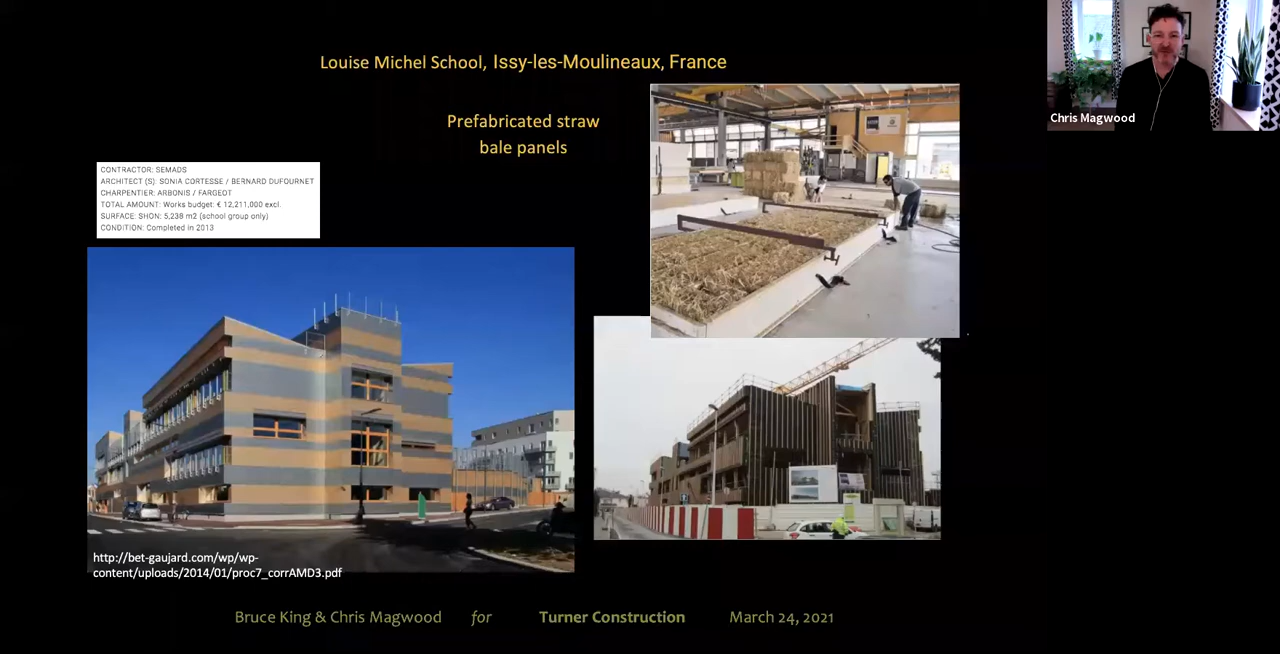 Louise Michel School, Issy-les-Moulineaux, France
Prefabricated straw
bale panels
Chris Magwood
CONTRACTOR: SEMADS
ARCHITECT (S): SONIA CORTESSE / BERNARD DUFOURNET
CHARPENTIER: ARBONIS / FARGEOT
TOTAL AMOUNT: Works budget: € 12,211,000 excl.
SURFACE: SHON: 5,238 m2 (school group only)
CONDITION: Completed in 2013
http://bet-gaujard.com/wp/wp-
content/uploads/2014/01/proc7_corrAMD3.pdf
Bruce King & Chris Magwood for Turner Construction March 24, 2021